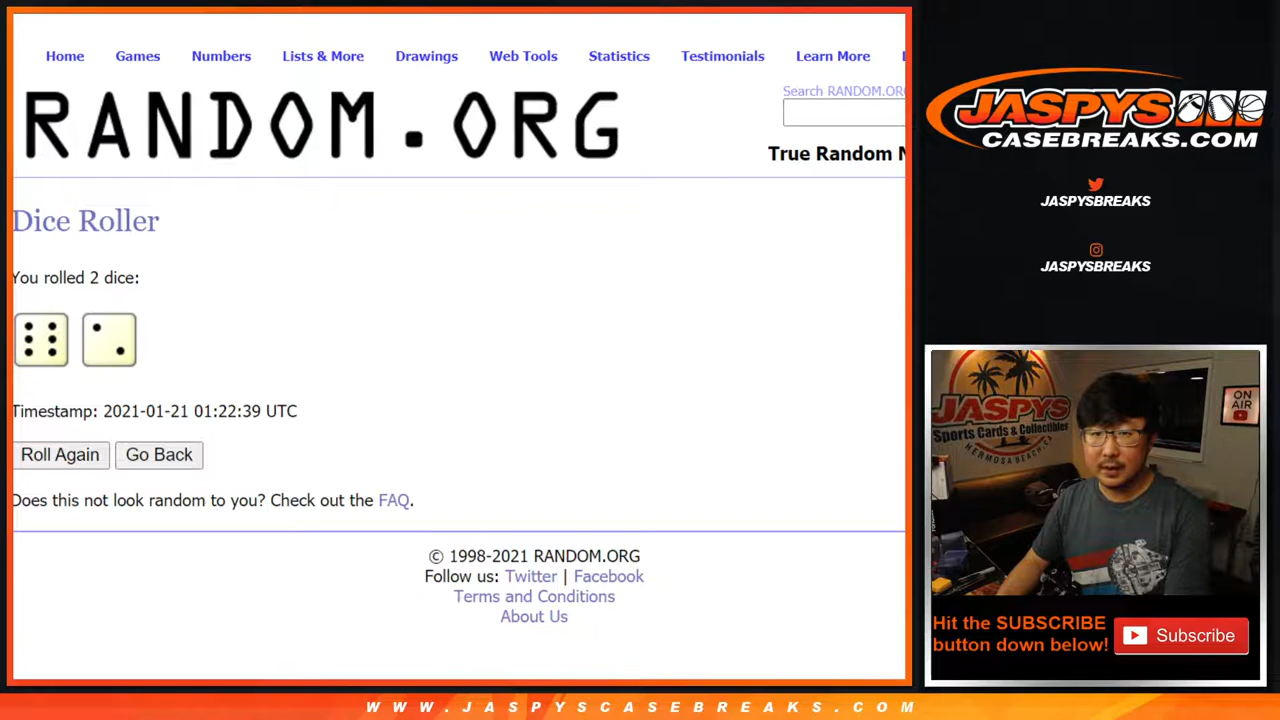 Home Games Numbers Lists & More Drawings Web Tools Statistics Testimonials Learn More
Search RANDOM.ORG
RANDOM.ORG
True Random N
Dice Roller
You rolled 2 dice:
Timestamp: 2021-01-21 01:22:39 UTC
Roll Again Go Back
Does this not look random to you? Check out the FAQ.
© 1998-2021 RANDOM.ORG
Follow us: Twitter | Facebook
Terms and Conditions
About Us
JASPYS
CASEBREAKS.COM
JASPYSBREAKS
JASPYSBREAKS
JASPYS
Sports Cards & Collectibles
HERMOSA BEACH, CA
ON
AIR
Hit the SUBSCRIBE
button down below!
Subscribe
WWW.JASPYSCASEBREAKS.COM